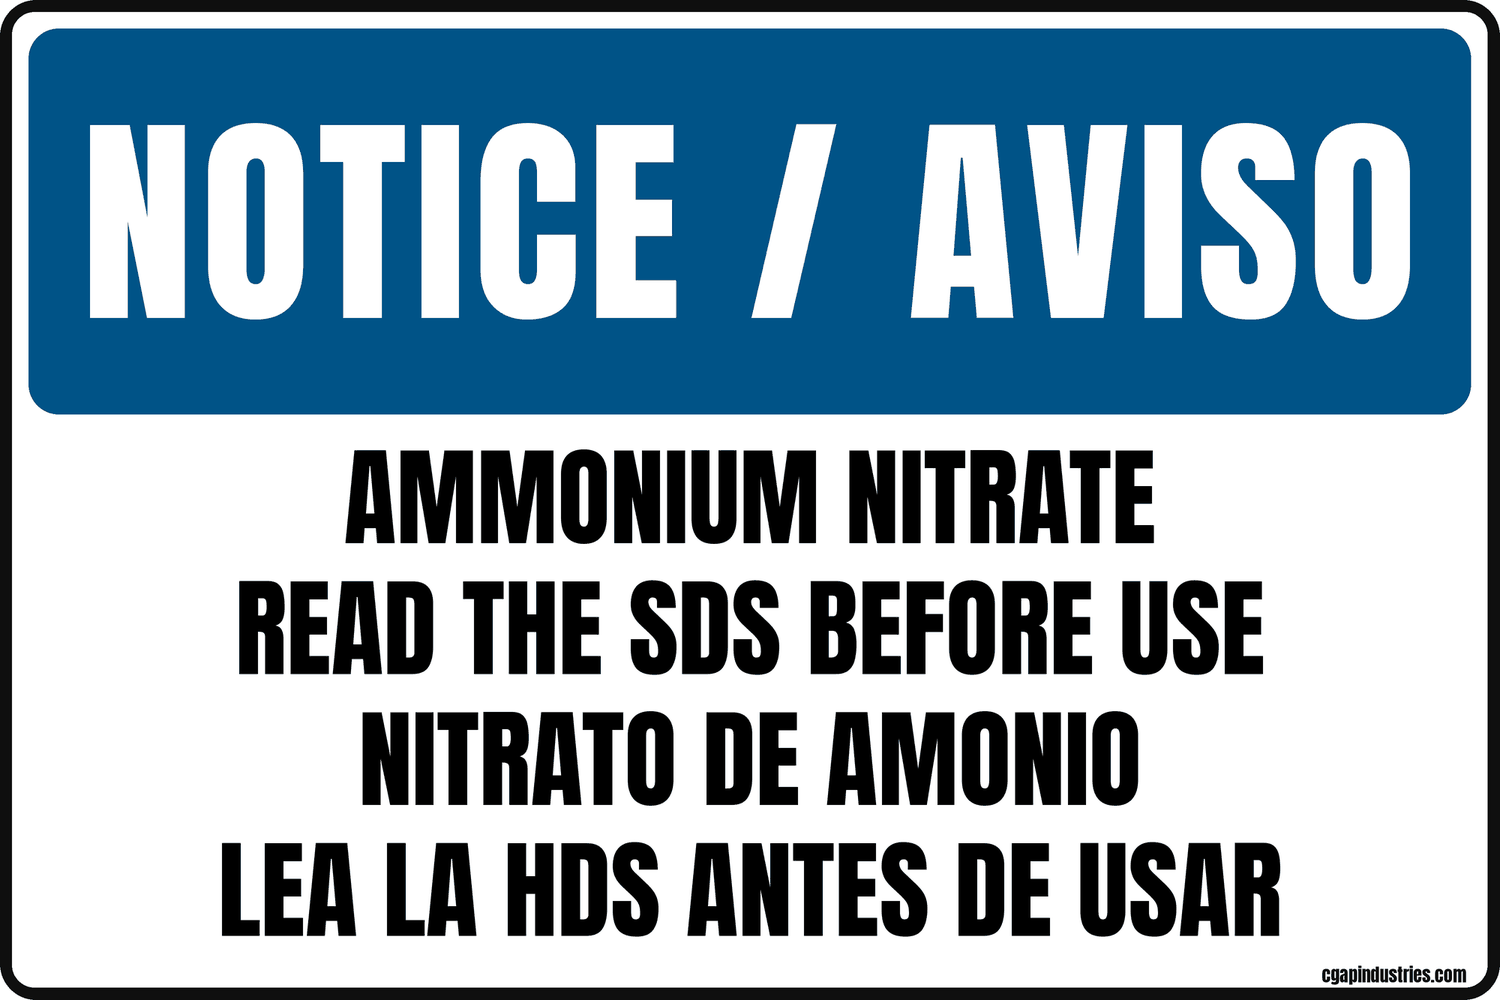 NOTICE / AVISO
AMMONIUM NITRATE
READ THE SDS BEFORE USE
NITRATO DE AMONIO
LEA LA HDS ANTES DE USAR
cgapindustries.com